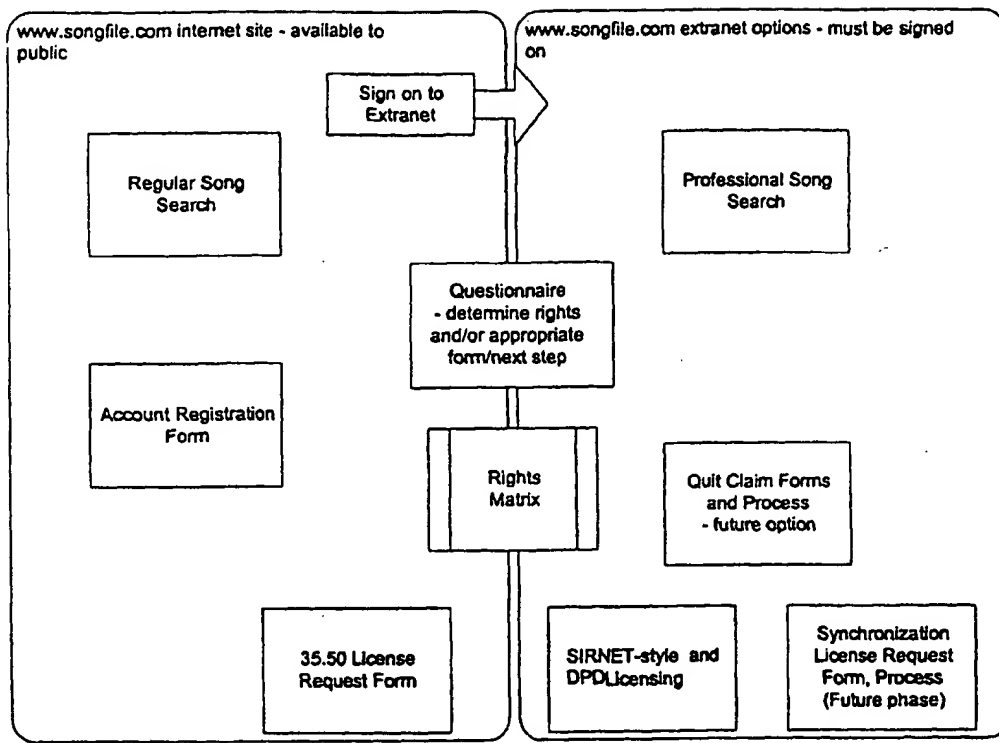 www.songfile.com internet site - available to
public
www.songfile.com extranet options - must be signed
on
Sign on to
Extranet
Regular Song
Search
Professional Song
Search
Questionnaire
- determine rights
and/or appropriate
form/next step
Account Registration
Form
Rights
Matrix
Quit Claim Forms
and Process
- future option
35.50 License
Request Form
SIRNET-style and
DPDLicensing
Synchronization
License Request
Form, Process
(Future phase)